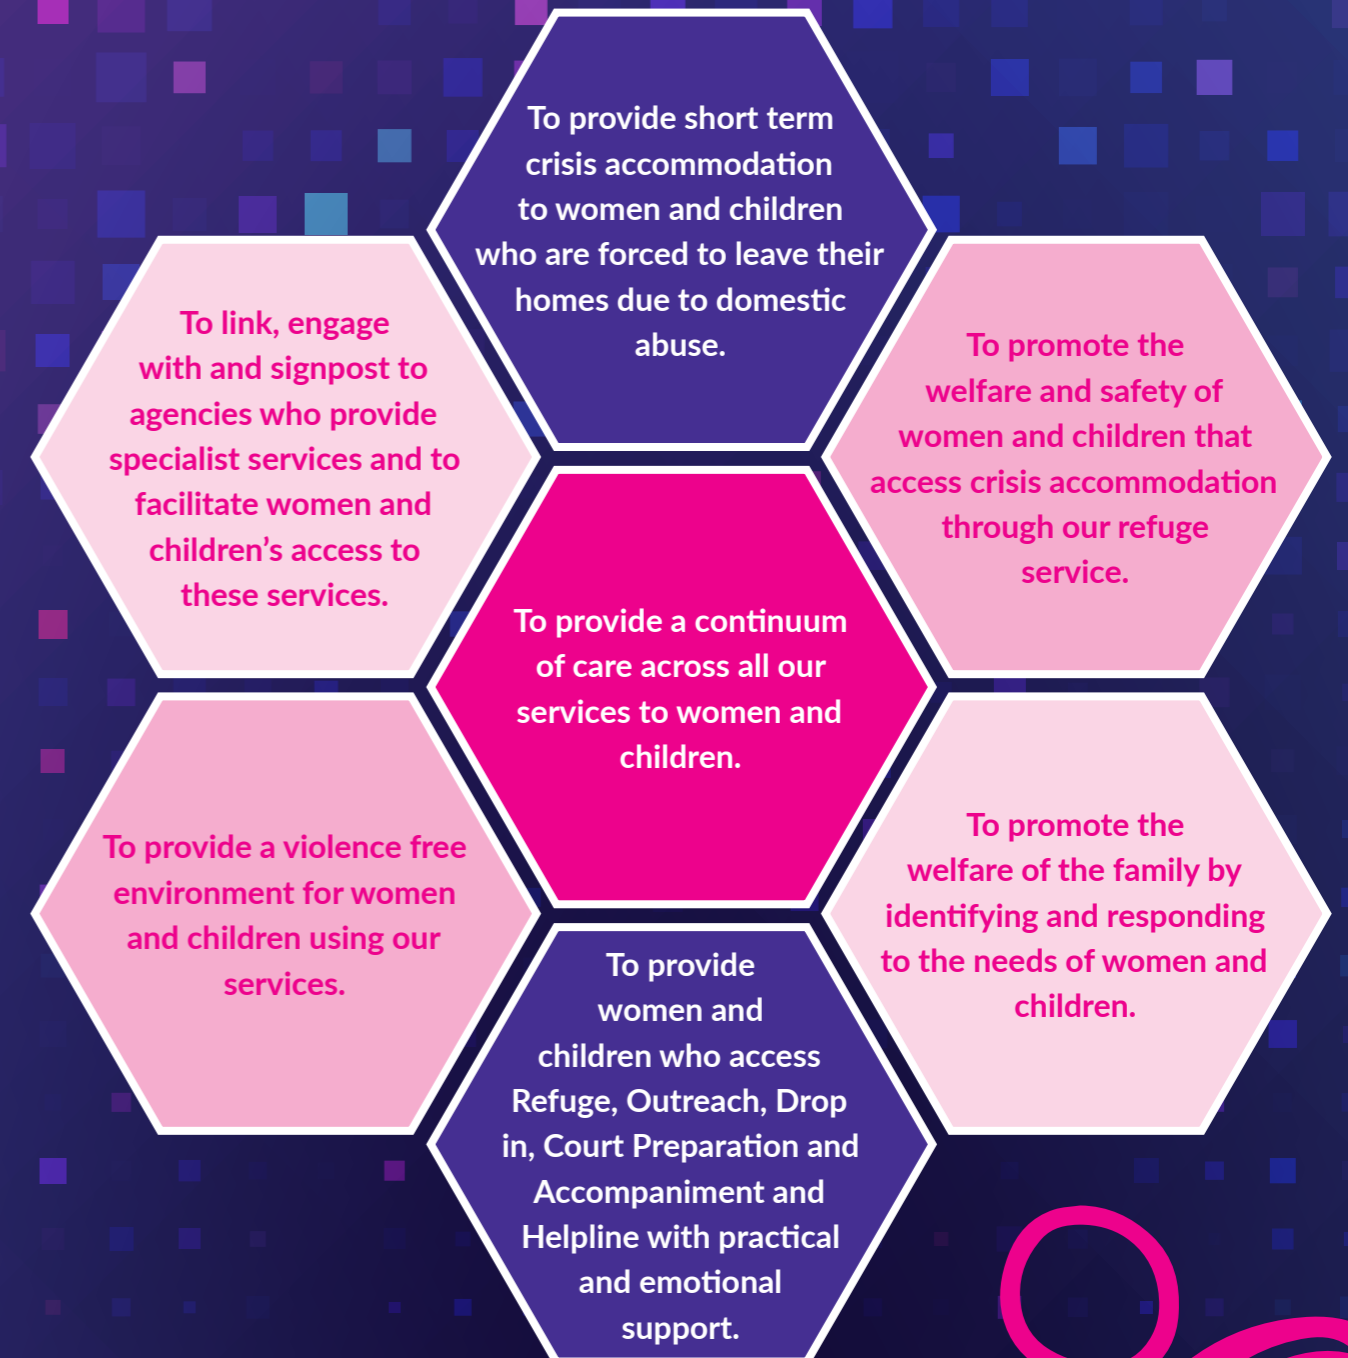 To provide short term
crisis accommodation
to women and children
who are forced to leave their
homes due to domestic
abuse.
To link, engage
with and signpost to
agencies who provide
specialist services and to
facilitate women and
children’s access to
these services.
To promote the
welfare and safety of
women and children that
access crisis accommodation
through our refuge
service.
To provide a continuum
of care across all our
services to women and
children.
To provide a violence free
environment for women
and children using our
services.
To promote the
welfare of the family by
identifying and responding
to the needs of women and
children.
To provide
women and
children who access
Refuge, Outreach, Drop
in, Court Preparation and
Accompaniment and
Helpline with practical
and emotional
support.